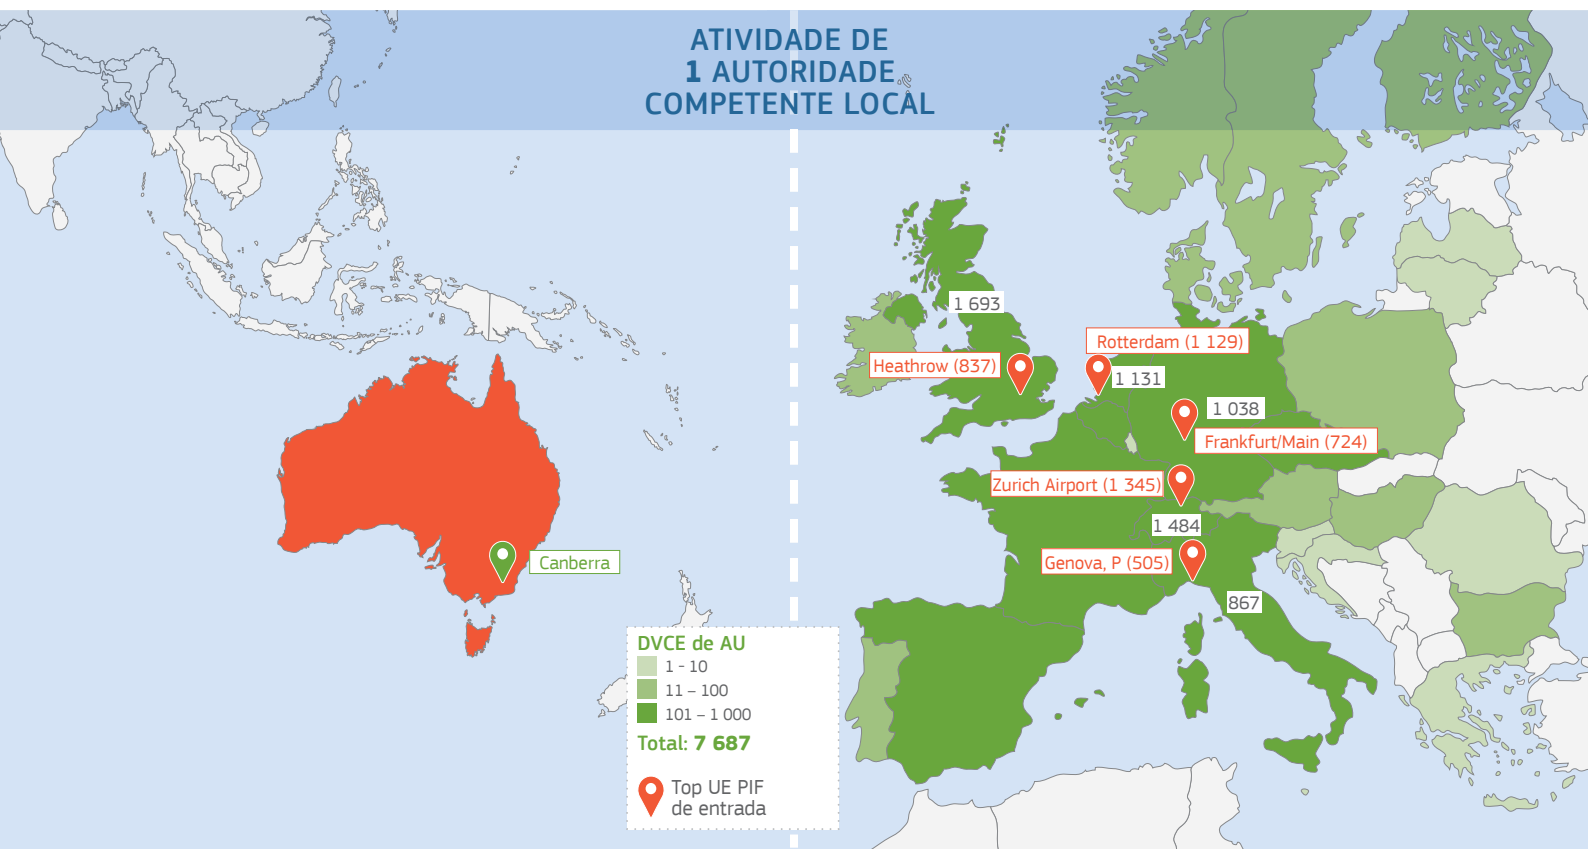 ATIVIDADE DE
1 AUTORIDADE
COMPETENTE LOCAL
1 693
Rotterdam (1 129)
Heathrow (837)
1 131
1 038
Frankfurt/Main (724)
Zurich Airport (1 345)
1 484
Genova, P (505)
867
Canberra
DVCE de AU
1 - 10
11 – 100
101 – 1 000
Total: 7 687
Top UE PIF
de entrada